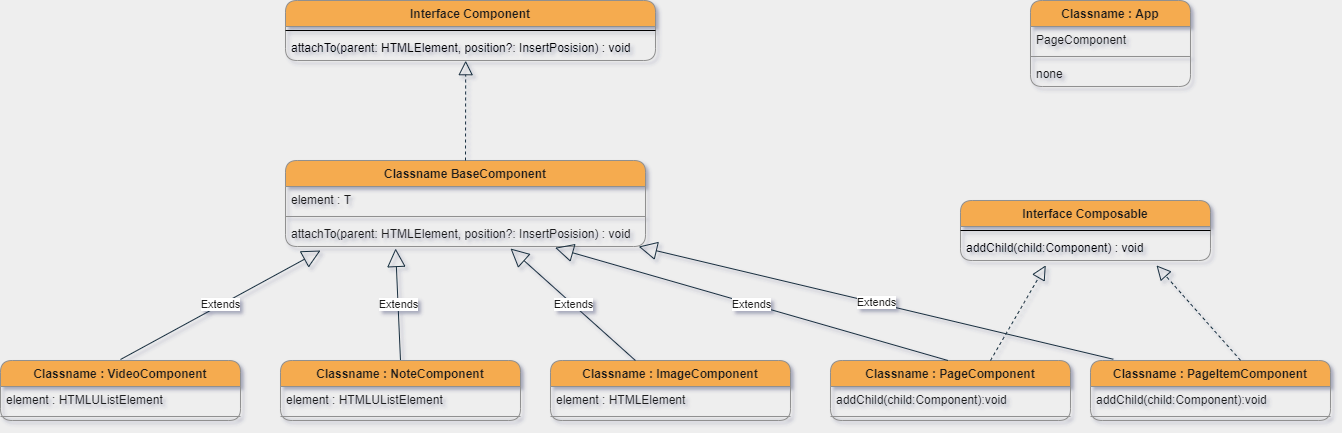 Interface Component
attachTo(parent: HTMLElement, position?: InsertPosision) : void
Classname : App
PageComponent
none
Classname BaseComponent
element : T
attachTo(parent: HTMLElement, position?: InsertPosision) : void
Interface Composable
addChild(child:Component) : void
Extends
Extends
Extends
Extends
Extends
Classname : VideoComponent
element : HTMLUListElement
Classname : NoteComponent
element : HTMLUListElement
Classname : ImageComponent
element : HTMLElement
Classname : PageComponent
addChild(child:Component):void
Classname : PageItemComponent
addChild(child:Component):void